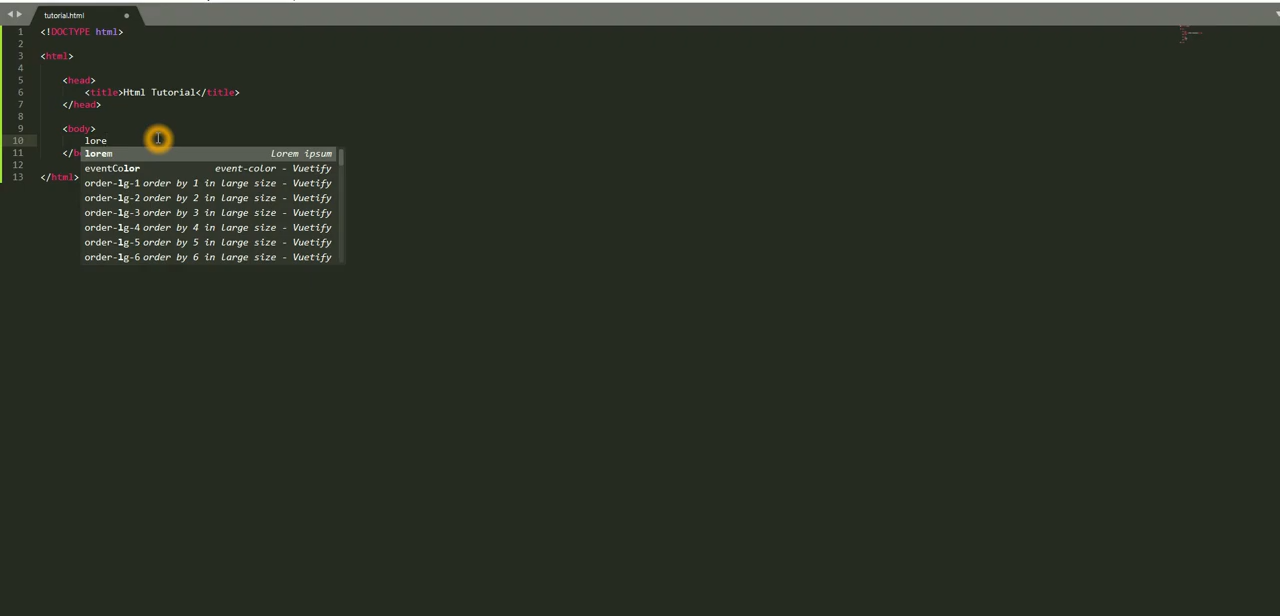 tutorial.html
1 <!DOCTYPE html>
2
3 <html>
4
5 <head>
6 <title>Html Tutorial</title>
7 </head>
8
9 <body>
10 lore
11 </b
lorem Lorem ipsum
12
eventColor event-color - Vuetify
13 </html>
order-lg-1 order by 1 in large size - Vuetify
order-lg-2 order by 2 in large size - Vuetify
order-lg-3 order by 3 in large size - Vuetify
order-lg-4 order by 4 in large size - Vuetify
order-lg-5 order by 5 in large size - Vuetify
order-lg-6 order by 6 in large size - Vuetify